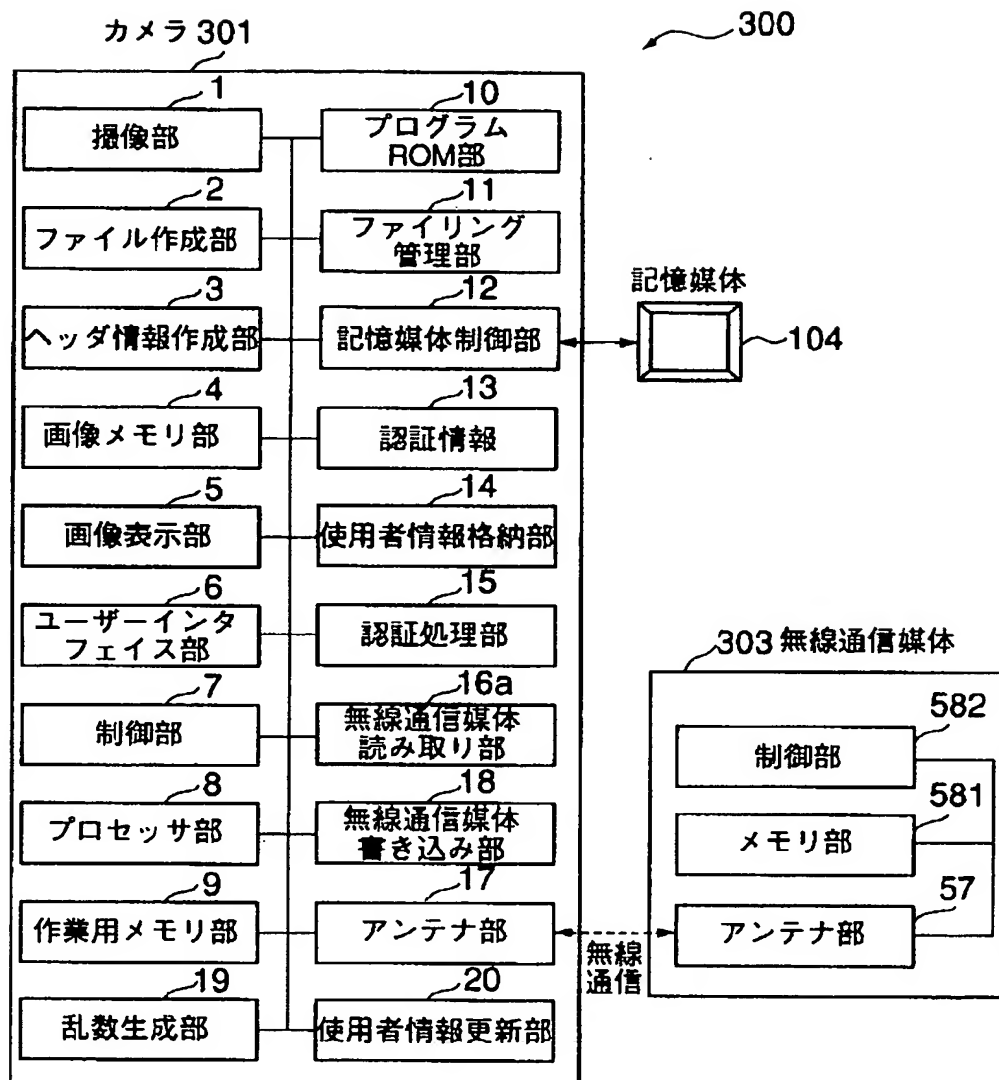 カメラ 301
300
1
撮像部
10
プログラム
ROM部
2
ファイル作成部
11
ファイリング
管理部
3
ヘッダ情報作成部
12
記憶媒体制御部
記憶媒体
104
4
画像メモリ部
13
認証情報
5
画像表示部
14
使用者情報格納部
6
ユーザーインタ
フェイス部
15
認証処理部
7
制御部
16a
無線通信媒体
読み取り部
8
プロセッサ部
18
無線通信媒体
書き込み部
9
作業用メモリ部
17
アンテナ部
19
乱数生成部
20
使用者情報更新部
無線
通信
303 無線通信媒体
582
制御部
581
メモリ部
57
アンテナ部